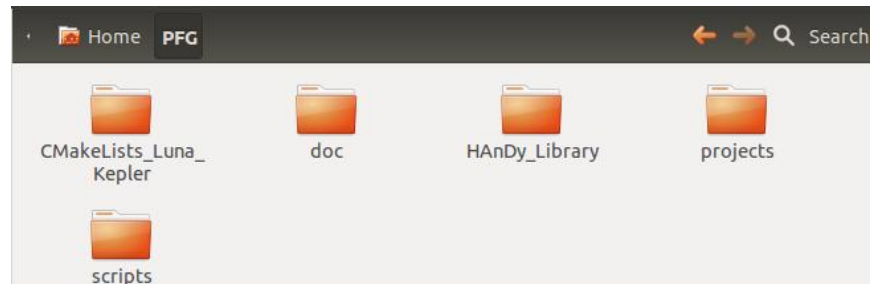 Home PFG Search
CMakeLists_Luna_ doc HAnDy_Library projects
Kepler
scripts